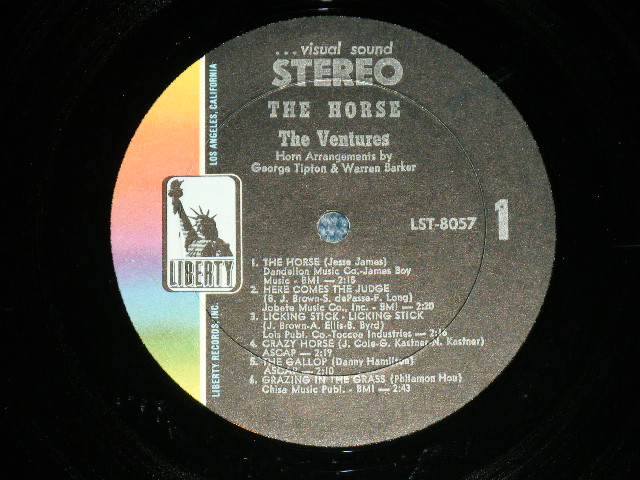 ...visual sound
STEREO
THE HORSE
The Ventures
Horn Arrangements by
George Tipton & Warren Barker
LST-8057
1
LOS ANGELES, CALIFORNIA
LIBERTY
LIBERTY RECORDS, INC.
1. THE HORSE (Jesse James)
Dandelion Music Co.-James Boy
Music - BMI — 2:15
2. HERE COMES THE JUDGE
(B. J. Brown-S. dePasse-F. Long)
Jobete Music Co., Inc. - BMI — 2:20
3. LICKING STICK - LICKING STICK
(J. Brown-A. Ellis-B. Byrd)
Lois Publ. Co.-Toccoe Industries — 2:16
4. CRAZY HORSE (J. Cole-G. Kastner-N. Kastner)
ASCAP — 2:19
5. THE GALLOP (Danny Hamilton)
ASCAP — 2:10
6. GRAZING IN THE GRASS (Philamon Hou)
Chisa Music Publ. - BMI — 2:43